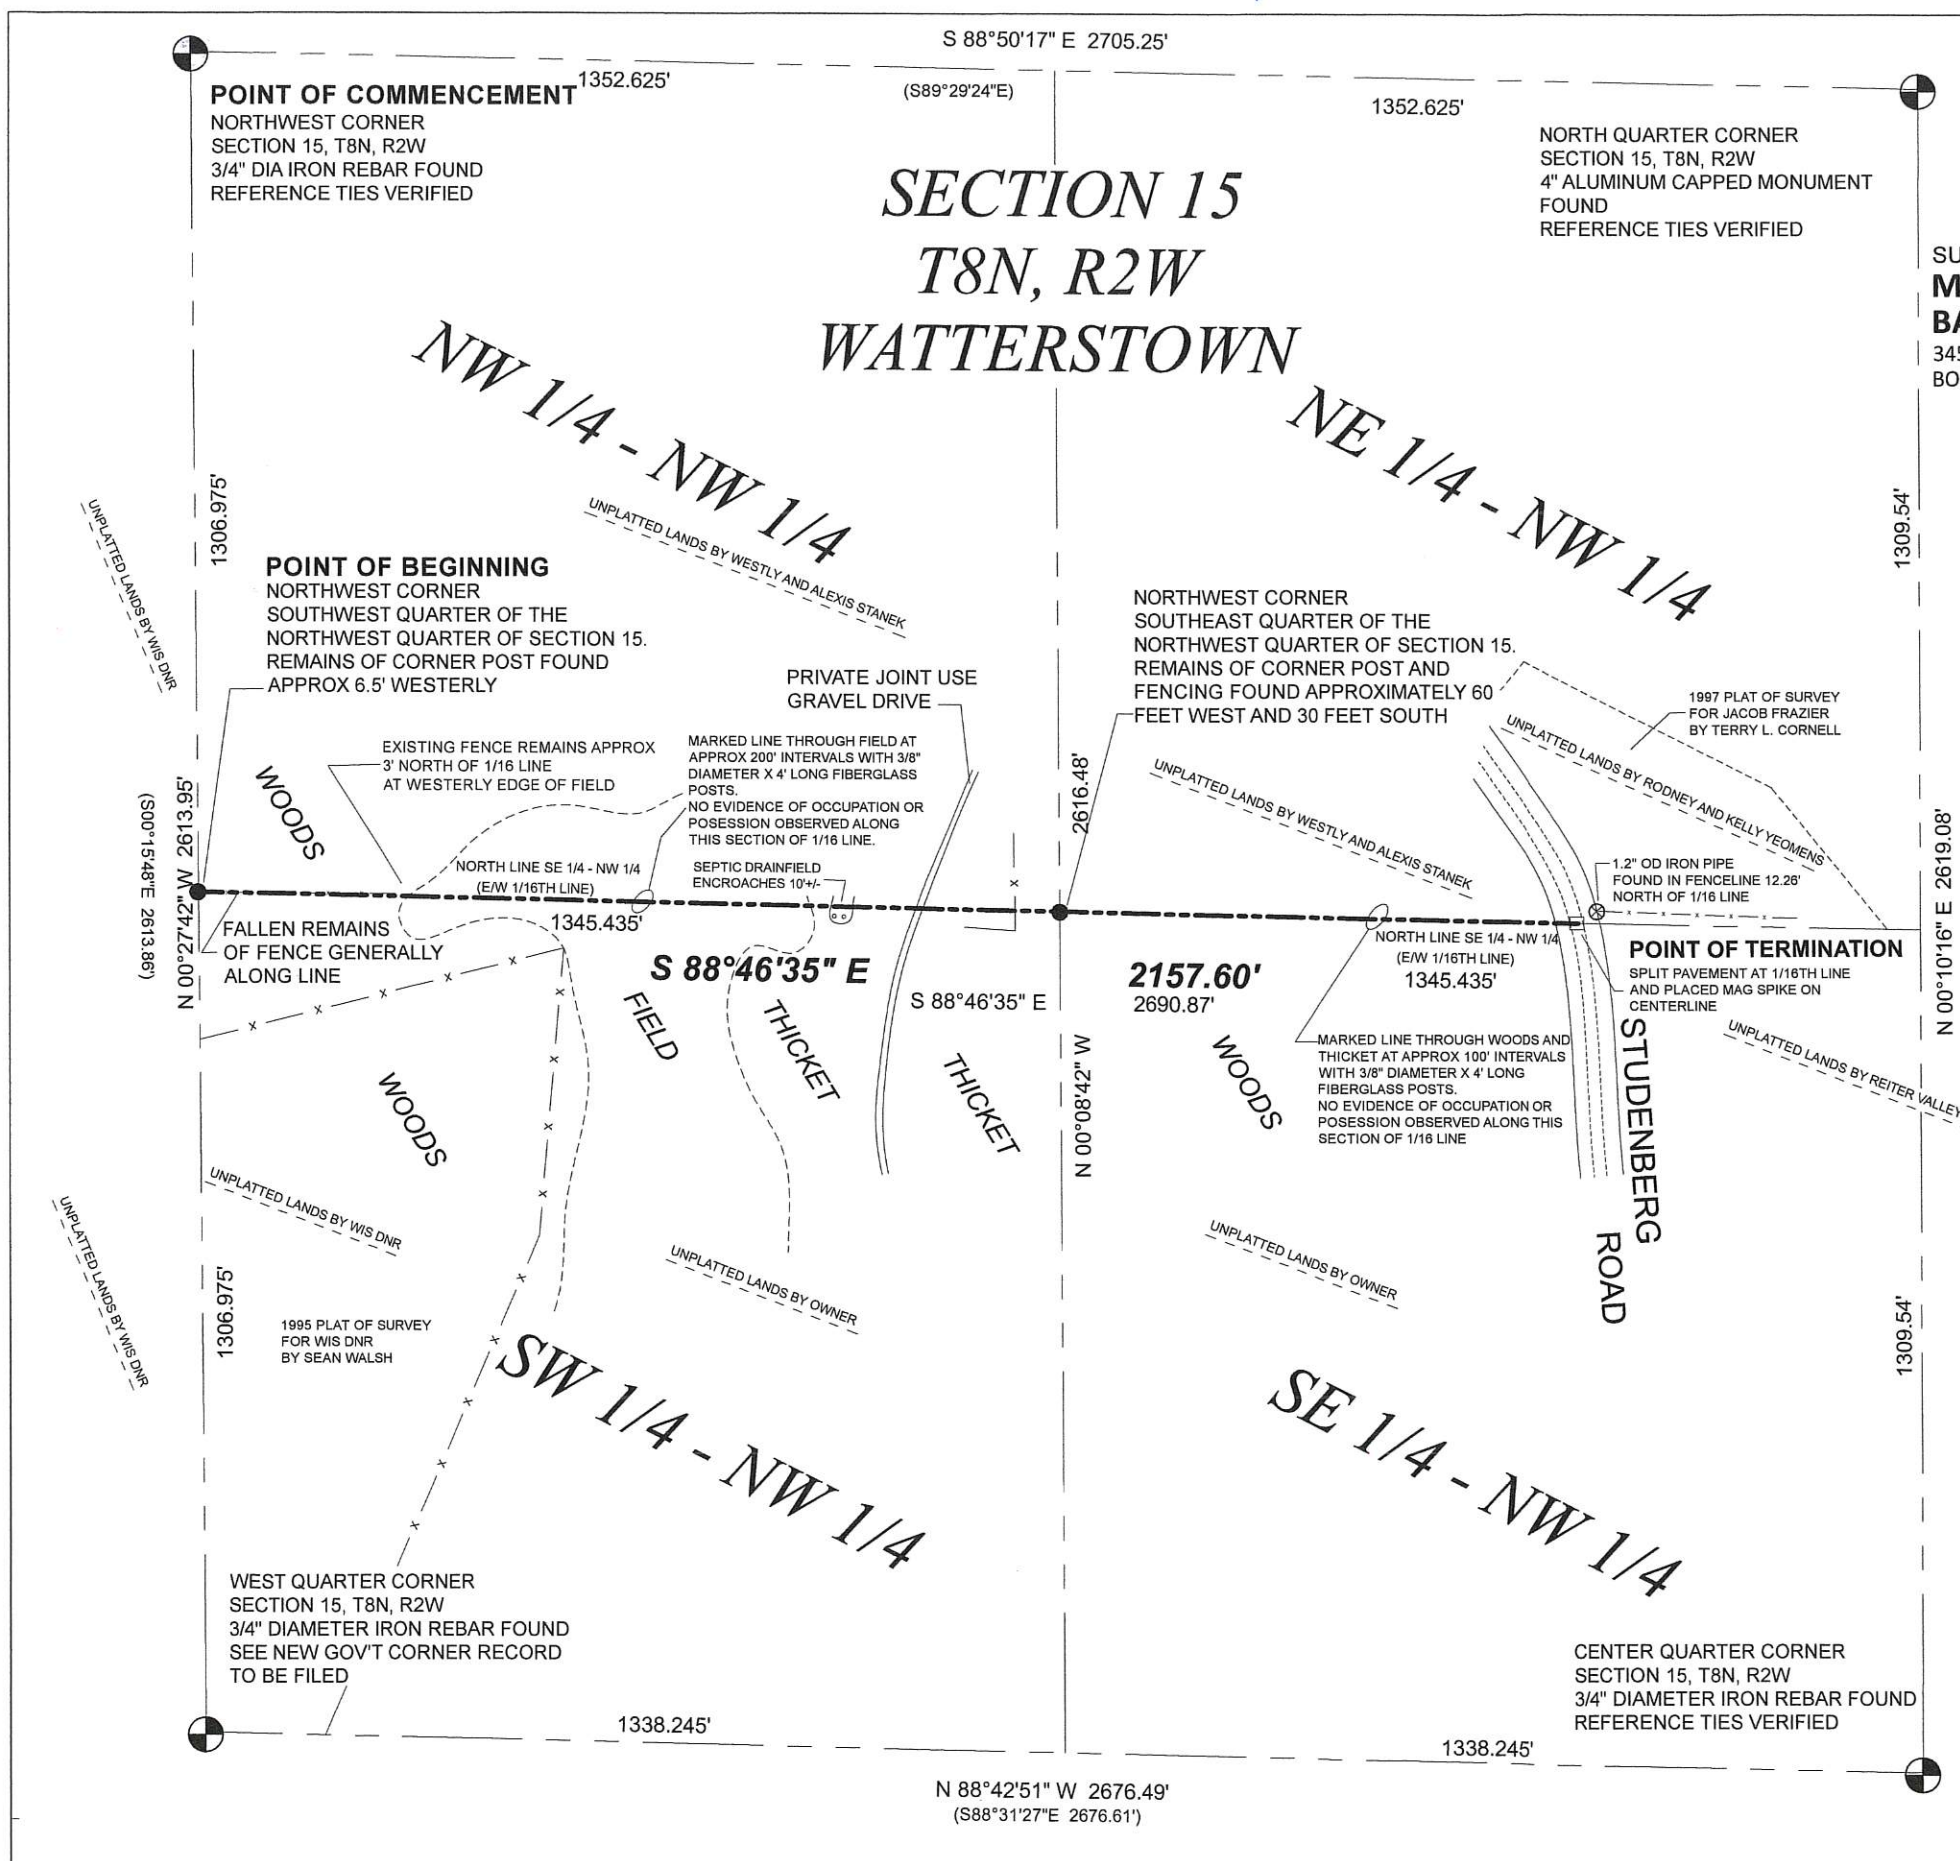 S 88°50'17" E 2705.25'
1352.625'
(S89°29'24"E)
1352.625'
POINT OF COMMENCEMENT
NORTHWEST CORNER
SECTION 15, T8N, R2W
3/4" DIA IRON REBAR FOUND
REFERENCE TIES VERIFIED
NORTH QUARTER CORNER
SECTION 15, T8N, R2W
4" ALUMINUM CAPPED MONUMENT
FOUND
REFERENCE TIES VERIFIED
SECTION 15
T8N, R2W
WATTERSTOWN
SU
M
BA
345
BO
NW 1/4 - NW 1/4
NE 1/4 - NW 1/4
1306.975'
1309.54'
UNPLATTED LANDS BY WIS DNR
UNPLATTED LANDS BY WESTLY AND ALEXIS STANEK
POINT OF BEGINNING
NORTHWEST CORNER
SOUTHWEST QUARTER OF THE
NORTHWEST QUARTER OF SECTION 15.
REMAINS OF CORNER POST FOUND
APPROX 6.5' WESTERLY
PRIVATE JOINT USE
GRAVEL DRIVE
NORTHWEST CORNER
SOUTHEAST QUARTER OF THE
NORTHWEST QUARTER OF SECTION 15.
REMAINS OF CORNER POST AND
FENCING FOUND APPROXIMATELY 60
FEET WEST AND 30 FEET SOUTH
1997 PLAT OF SURVEY
FOR JACOB FRAZIER
BY TERRY L. CORNELL
UNPLATTED LANDS BY RODNEY AND KELLY YEOMENS
EXISTING FENCE REMAINS APPROX
3' NORTH OF 1/16 LINE
AT WESTERLY EDGE OF FIELD
MARKED LINE THROUGH FIELD AT
APPROX 200' INTERVALS WITH 3/8"
DIAMETER X 4' LONG FIBERGLASS
POSTS.
NO EVIDENCE OF OCCUPATION OR
POSESSION OBSERVED ALONG
THIS SECTION OF 1/16 LINE.
WOODS
2616.48'
UNPLATTED LANDS BY WESTLY AND ALEXIS STANEK
(S00°15'48"E 2613.86')
N 00°27'42" W 2613.95'
N 00°10'16" E 2619.08'
NORTH LINE SE 1/4 - NW 1/4
(E/W 1/16TH LINE)
1345.435'
SEPTIC DRAINFIELD
ENCROACHES 10'+/-
1.2" OD IRON PIPE
FOUND IN FENCELINE 12.26'
NORTH OF 1/16 LINE
FALLEN REMAINS
OF FENCE GENERALLY
ALONG LINE
S 88°46'35" E
2157.60'
S 88°46'35" E
2690.87'
NORTH LINE SE 1/4 - NW 1/4
(E/W 1/16TH LINE)
1345.435'
POINT OF TERMINATION
SPLIT PAVEMENT AT 1/16TH LINE
AND PLACED MAG SPIKE ON
CENTERLINE
FIELD
THICKET
THICKET
WOODS
WOODS
N 00°08'42" W
MARKED LINE THROUGH WOODS AND
THICKET AT APPROX 100' INTERVALS
WITH 3/8" DIAMETER X 4' LONG
FIBERGLASS POSTS.
NO EVIDENCE OF OCCUPATION OR
POSESSION OBSERVED ALONG THIS
SECTION OF 1/16 LINE
STUDENBERG
ROAD
UNPLATTED LANDS BY REITER VALLEY
UNPLATTED LANDS BY WIS DNR
UNPLATTED LANDS BY WIS DNR
UNPLATTED LANDS BY OWNER
UNPLATTED LANDS BY OWNER
1306.975'
1995 PLAT OF SURVEY
FOR WIS DNR
BY SEAN WALSH
1309.54'
SW 1/4 - NW 1/4
SE 1/4 - NW 1/4
WEST QUARTER CORNER
SECTION 15, T8N, R2W
3/4" DIAMETER IRON REBAR FOUND
SEE NEW GOV'T CORNER RECORD
TO BE FILED
CENTER QUARTER CORNER
SECTION 15, T8N, R2W
3/4" DIAMETER IRON REBAR FOUND
REFERENCE TIES VERIFIED
1338.245'
1338.245'
N 88°42'51" W 2676.49'
(S88°31'27"E 2676.61')